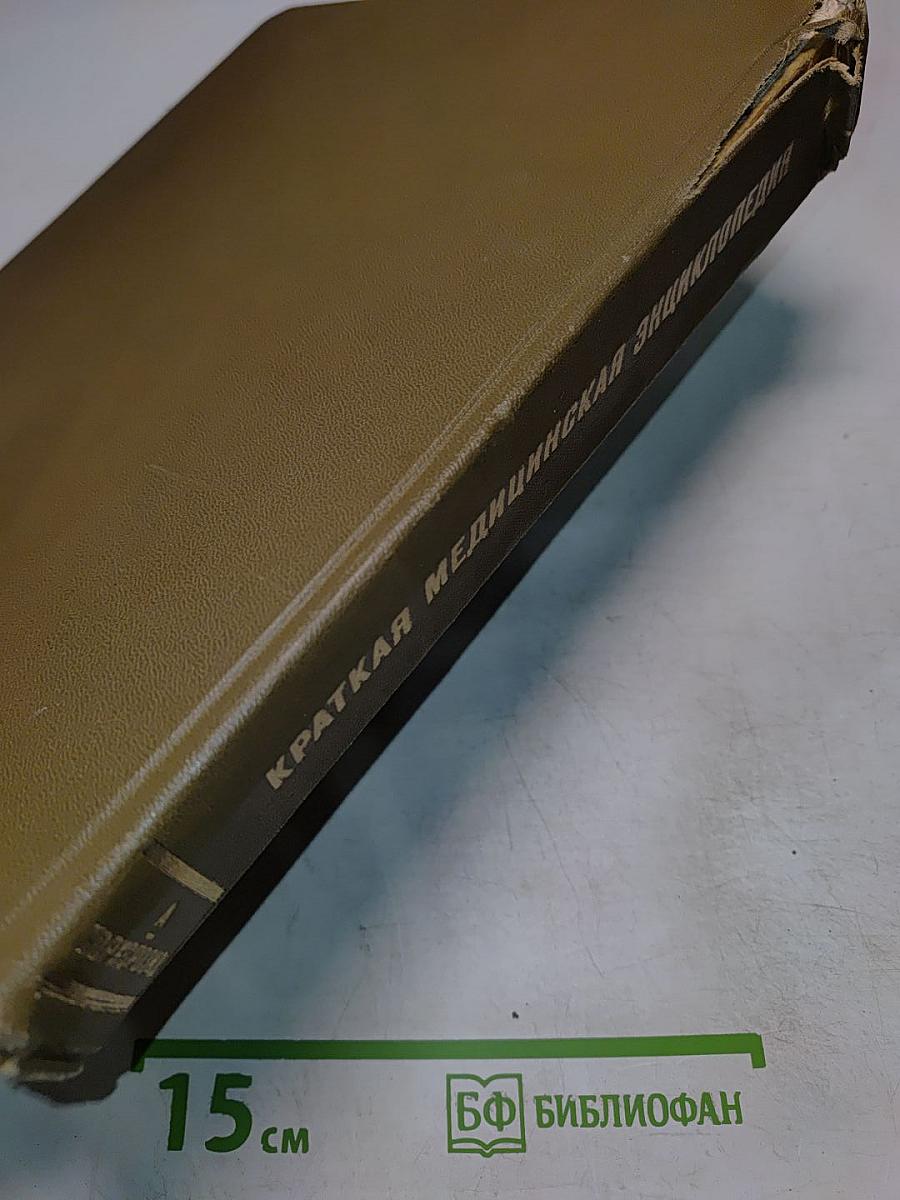 КРАТКАЯ МЕДИЦИНСКАЯ ЭНЦИКЛОПЕДИЯ
А
15 см
БФ БИБЛИОФАН